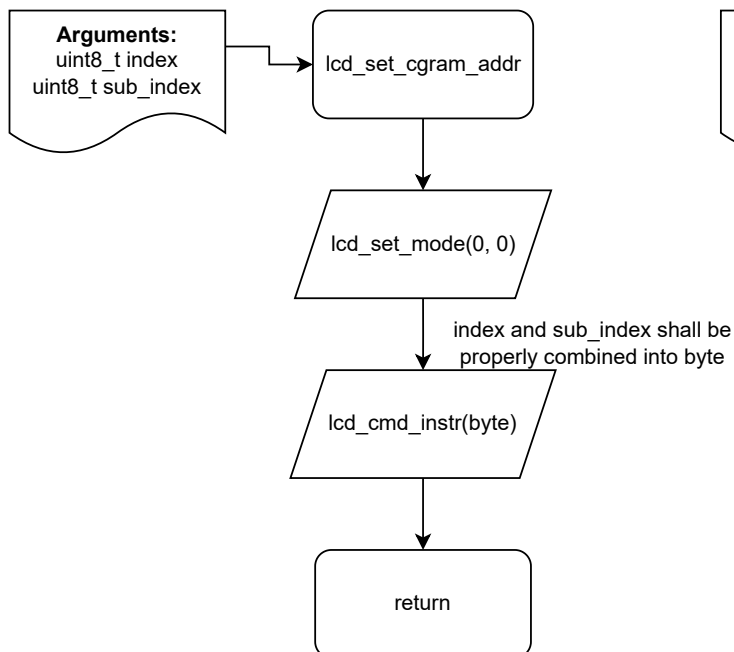 Arguments:
uint8_t index
uint8_t sub_index
lcd_set_cgram_addr
lcd_set_mode(0, 0)
index and sub_index shall be
properly combined into byte
lcd_cmd_instr(byte)
return